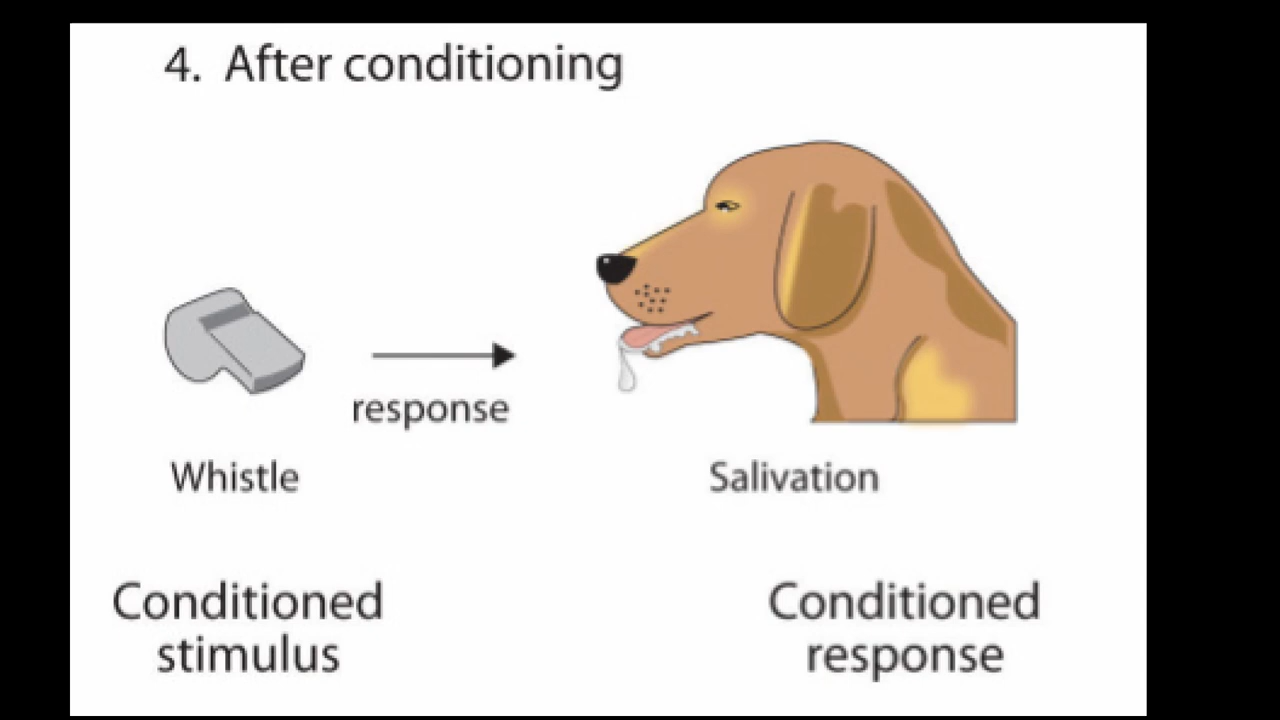 4. After conditioning
response
Whistle
Salivation
Conditioned
stimulus
Conditioned
response